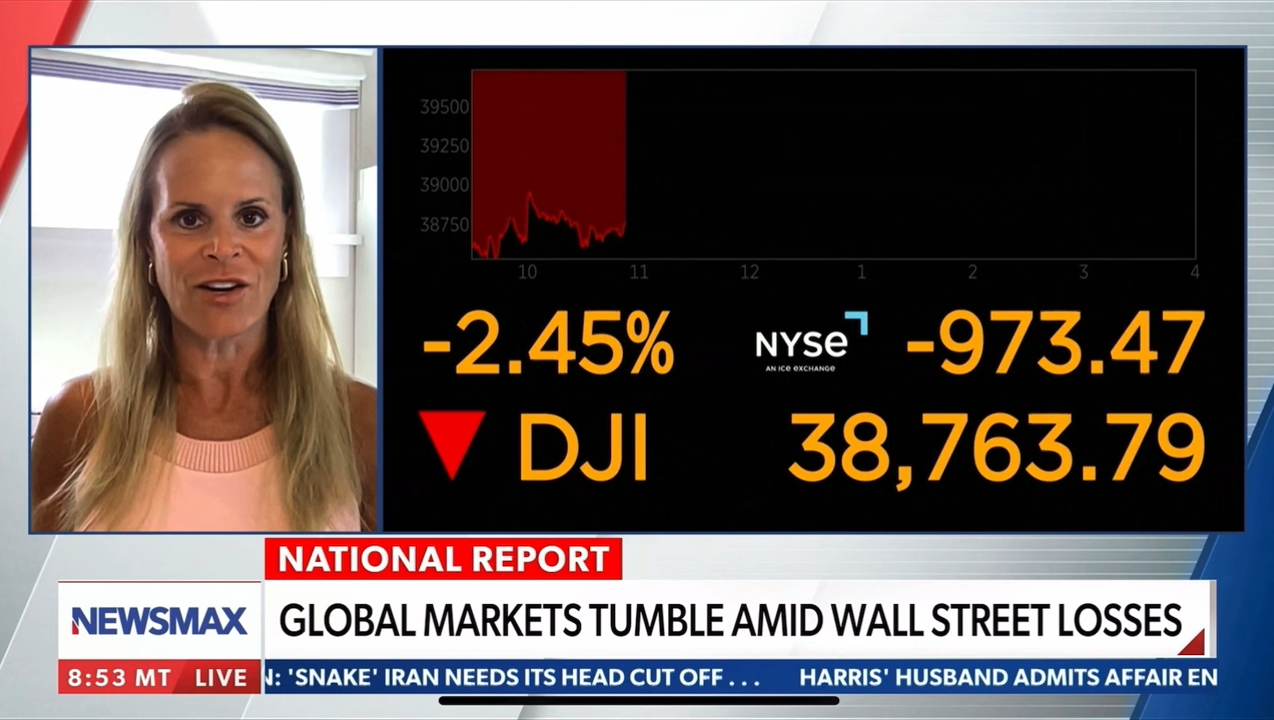 39500
39250
39000
38750
10 11 12 1 2 3 4
-2.45% NYSE -973.47
AN ICE EXCHANGE
DJI 38,763.79
NATIONAL REPORT
NEWSMAX
GLOBAL MARKETS TUMBLE AMID WALL STREET LOSSES
8:53 MT LIVE
N: 'SNAKE' IRAN NEEDS ITS HEAD CUT OFF . . . HARRIS' HUSBAND ADMITS AFFAIR EN